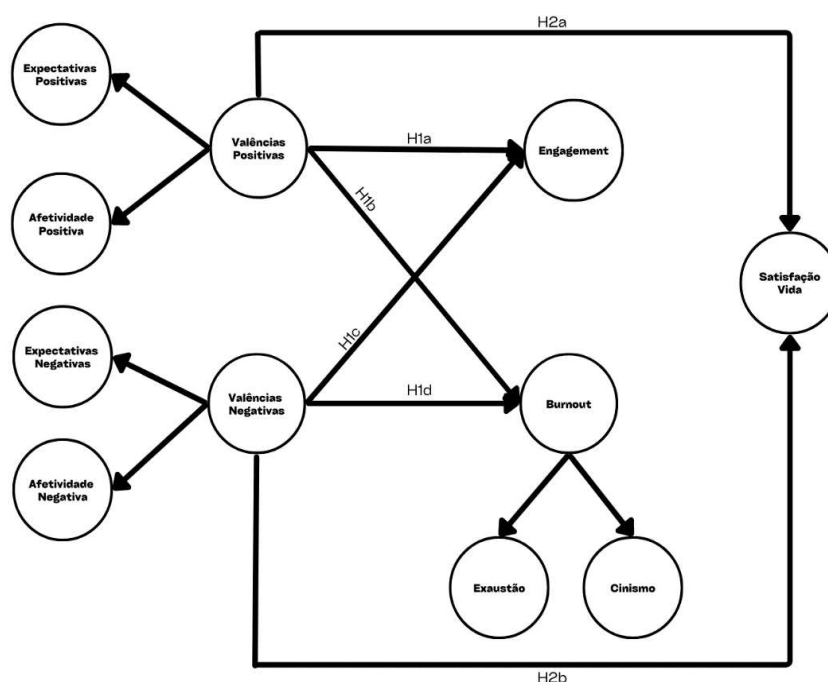 H2a
Expectativas
Positivas
Valências
Positivas
H1a
Engagement
H1b
Afetividade
Positiva
Satisfação
Vida
Expectativas
Negativas
H1c
Valências
Negativas
H1d
Burnout
Afetividade
Negativa
Exaustão
Cinismo
H2b